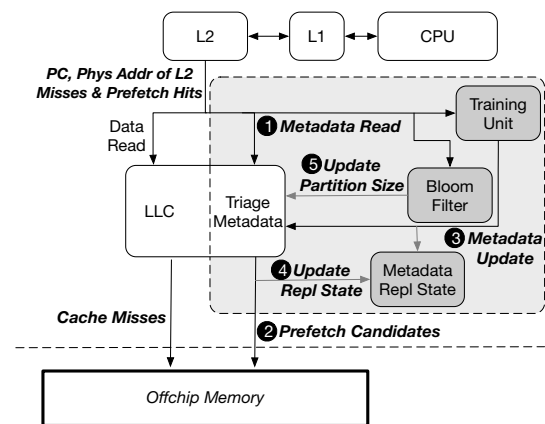 L2
L1
CPU
PC, Phys Addr of L2
Misses & Prefetch Hits
Training
Unit
Data
Read
1 Metadata Read
5 Update
Partition Size
Bloom
Filter
LLC
Triage
Metadata
3 Metadata
Update
4 Update
Repl State
Metadata
Repl State
Cache Misses
2 Prefetch Candidates
Offchip Memory